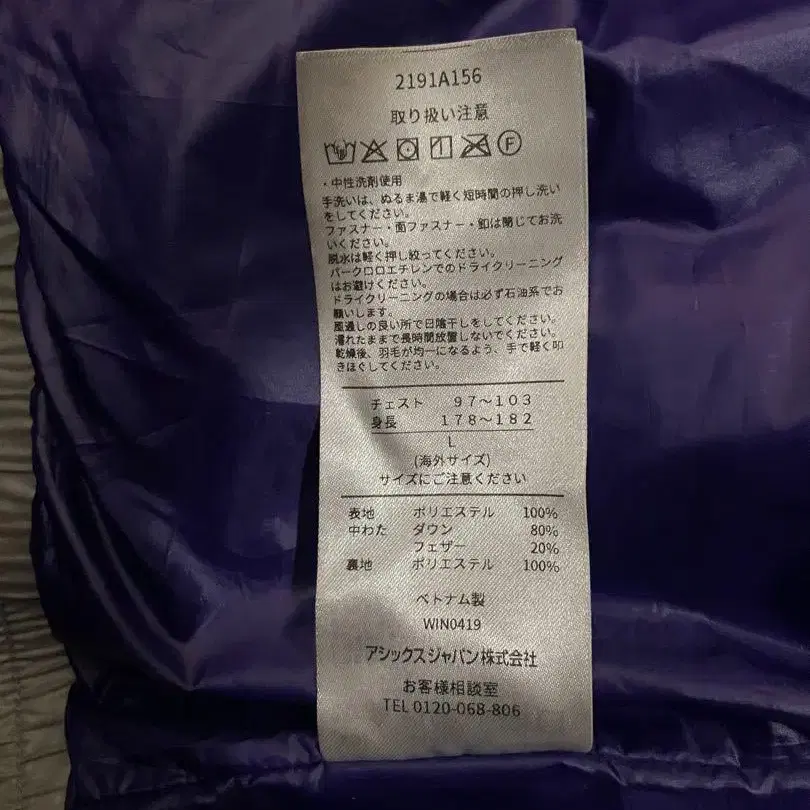 2191A156
取り扱い注意
F
・中性洗剤使用
手洗いは、ぬるま湯で軽く短時間の押し洗い
をしてください。
ファスナー・面ファスナー・釦は閉じてお洗
いください。
脱水は軽く押し絞ってください。
パークロロエチレンでのドライクリーニング
はお避けください。
ドライクリーニングの場合は必ず石油系でお
願いします。
風通しの良い所で日陰干しをしてください。
濡れたままで長時間放置しないでください。
乾燥後、羽毛が均一になるよう、手で軽く叩
きほぐしてください。
チェスト 97〜103
身長 178〜182
L
(海外サイズ)
サイズにご注意ください
表地 ポリエステル 100%
中わた ダウン 80%
フェザー 20%
裏地 ポリエステル 100%
ベトナム製
WIN0419
アシックスジャパン株式会社
お客様相談室
TEL 0120-068-806